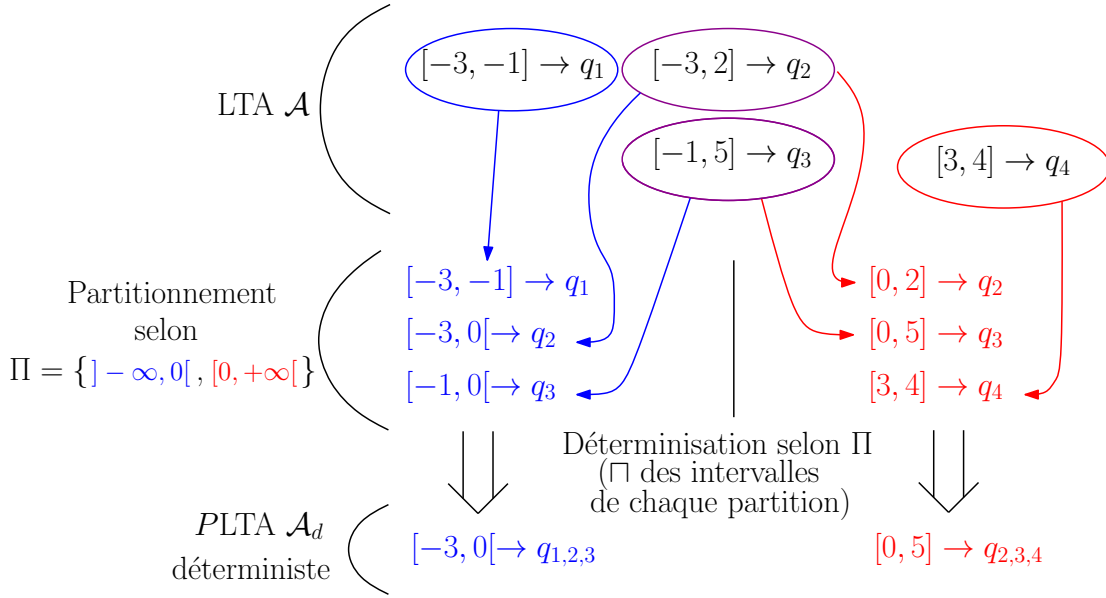 LTA 𝒜
[−3, −1] → q₁
[−3, 2] → q₂
[−1, 5] → q₃
[3, 4] → q₄
Partitionnement
selon
Π = { ] − ∞, 0[ , [0, +∞[ }
[−3, −1] → q₁
[−3, 0[→ q₂
[−1, 0[→ q₃
[0, 2] → q₂
[0, 5] → q₃
[3, 4] → q₄
Déterminisation selon Π
(⊓ des intervalles
de chaque partition)
PLTA 𝒜_d
déterministe
[−3, 0[→ q₁,₂,₃
[0, 5] → q₂,₃,₄